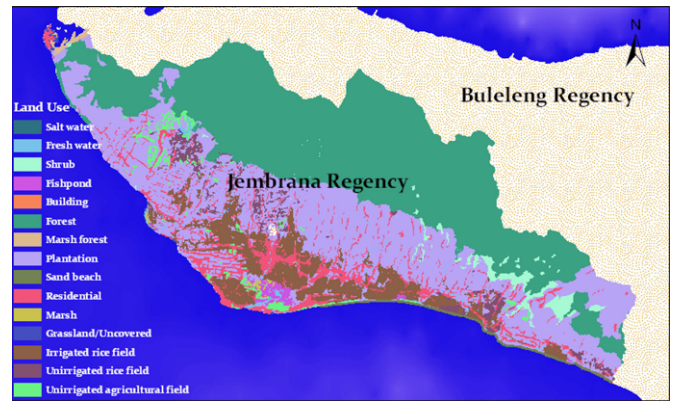 N
Buleleng Regency
Jembrana Regency
Land Use
Salt water
Fresh water
Shrub
Fishpond
Building
Forest
Marsh forest
Plantation
Sand beach
Residential
Marsh
Grassland/Uncovered
Irrigated rice field
Unirrigated rice field
Unirrigated agricultural field